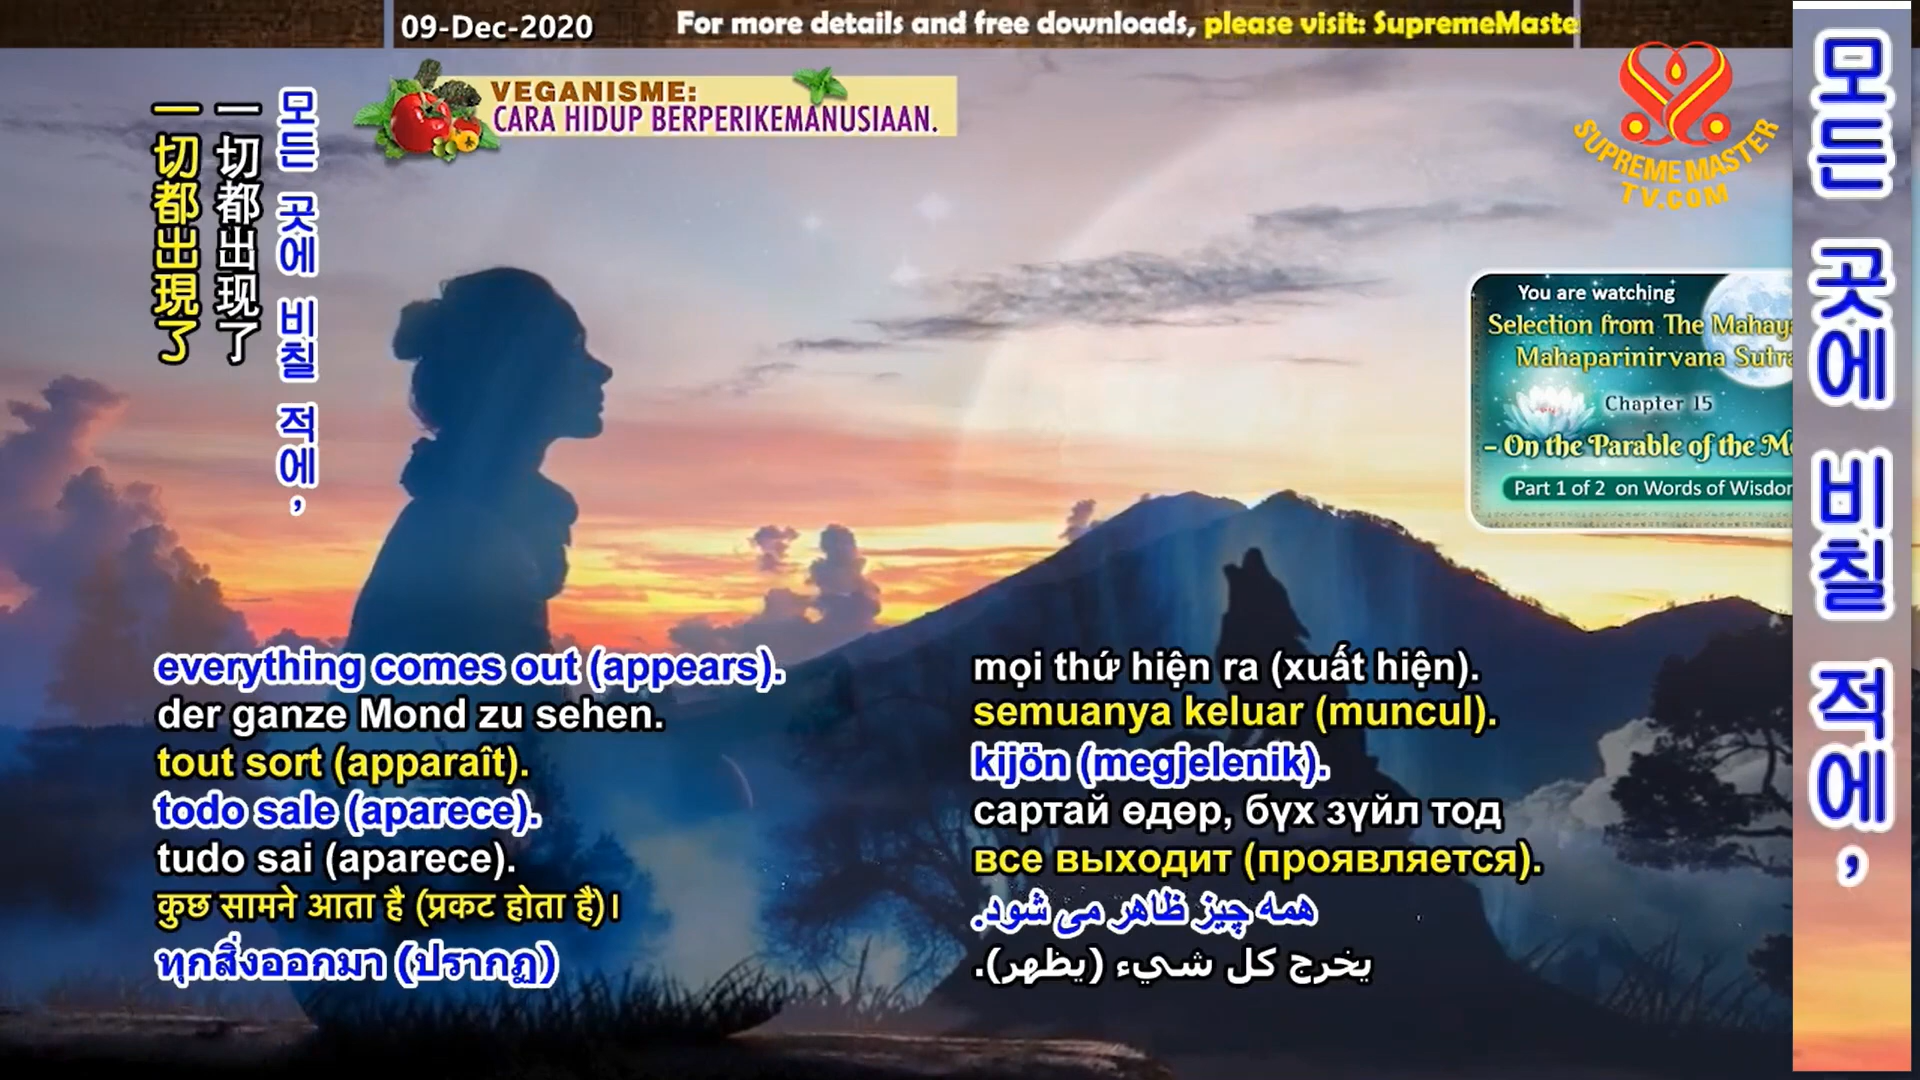 09-Dec-2020
For more details and free downloads, please visit: SupremeMaste
VEGANISME:
CARA HIDUP BERPERIKEMANUSIAAN.
SUPREME MASTER
TV.COM
一切都出現了
一切都出现了
모든 곳에 비칠 적에,
You are watching
Selection from The Mahay
Mahaparinirvana Sutra
Chapter 15
– On the Parable of the Mo
Part 1 of 2 on Words of Wisdom
모든 곳에 비칠 적에,
everything comes out (appears).
der ganze Mond zu sehen.
tout sort (apparaît).
todo sale (aparece).
tudo sai (aparece).
कुछ सामने आता है (प्रकट होता है)।
ทุกสิ่งออกมา (ปรากฏ)
mọi thứ hiện ra (xuất hiện).
semuanya keluar (muncul).
kijön (megjelenik).
сартай өдөр, бүх зүйл тод
все выходит (проявляется).
همه چیز ظاهر می شود.
يخرج كل شيء (يظهر).